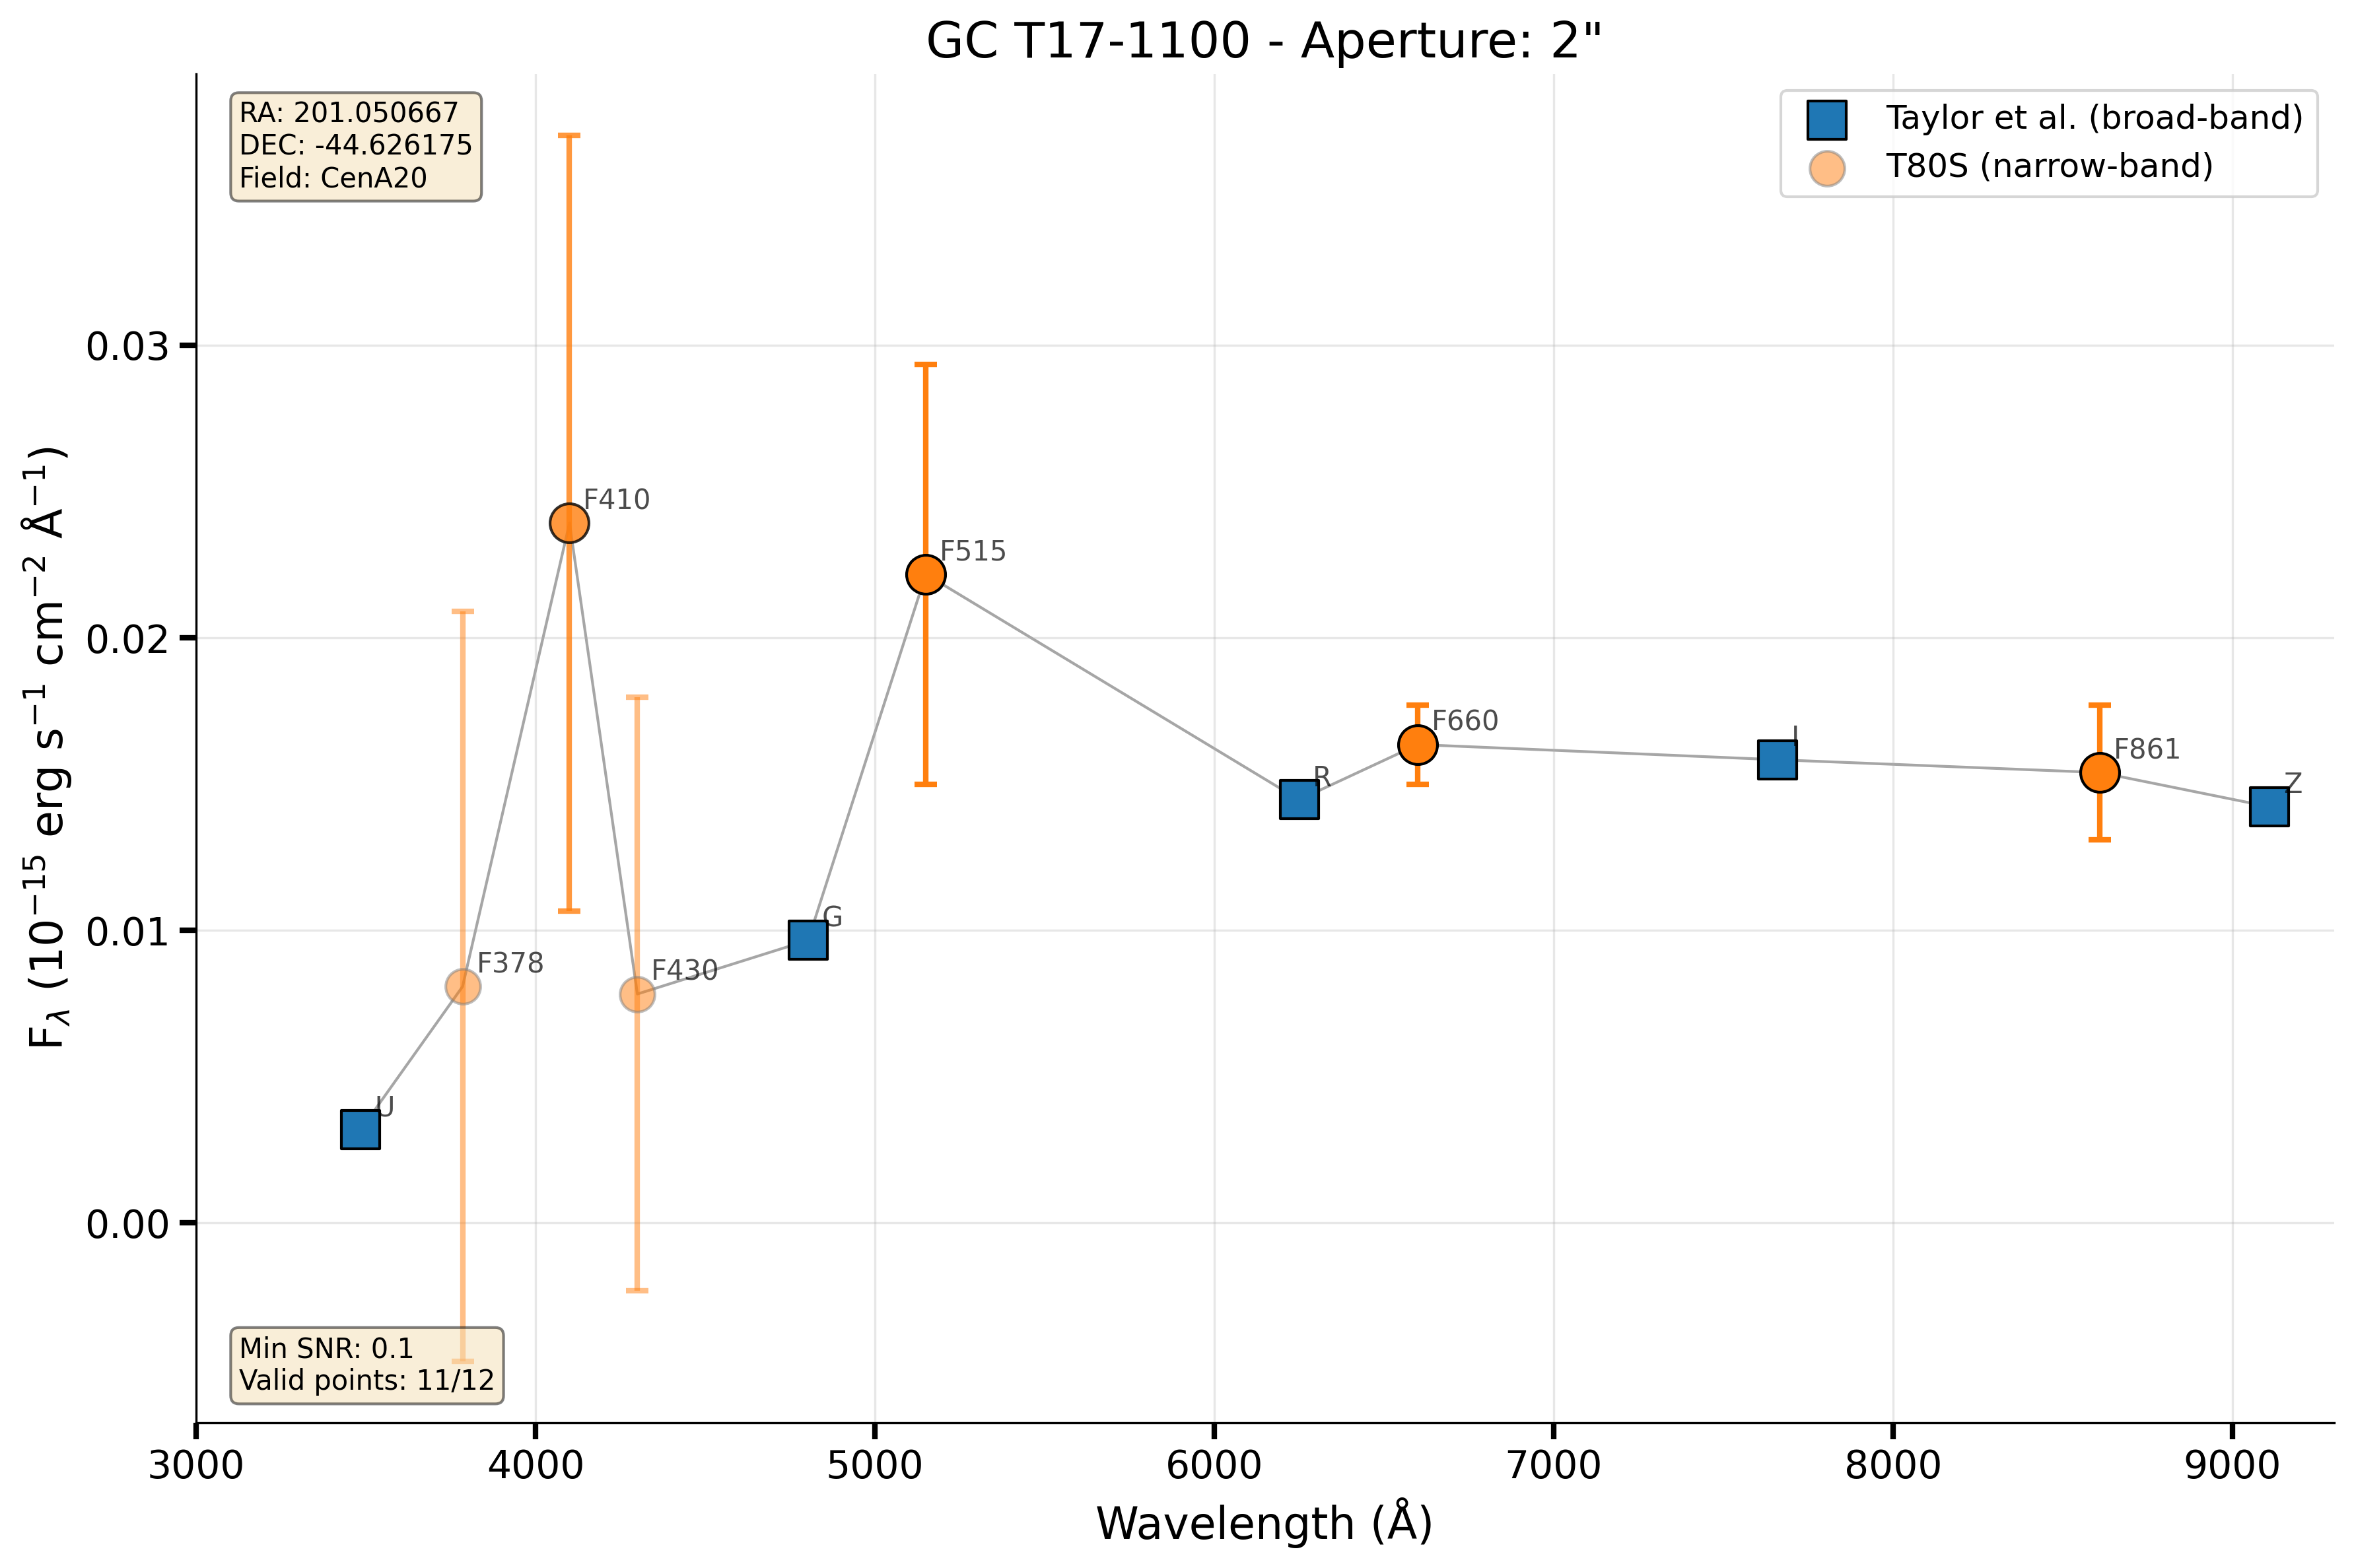 GC T17-1100 - Aperture: 2"
RA: 201.050667
DEC: -44.626175
Field: CenA20
Taylor et al. (broad-band)
T80S (narrow-band)
0.03
0.02
0.01
0.00
F_λ (10⁻¹⁵ erg s⁻¹ cm⁻² Å⁻¹)
U
F378
F410
F430
G
F515
R
F660
I
F861
Z
Min SNR: 0.1
Valid points: 11/12
3000 4000 5000 6000 7000 8000 9000
Wavelength (Å)